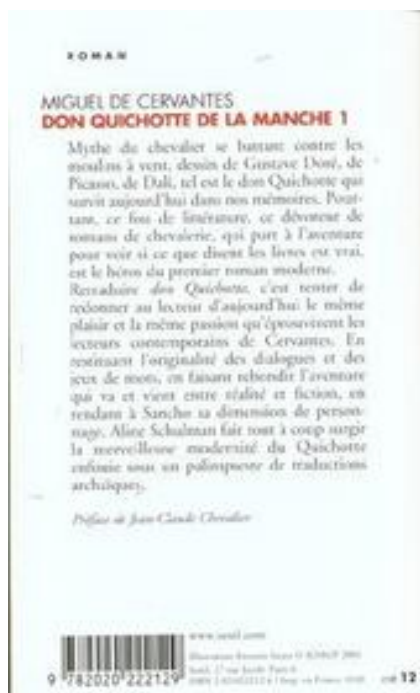 ROMAN
MIGUEL DE CERVANTES
DON QUICHOTTE DE LA MANCHE 1
Mythe du chevalier se battant contre les
moulins à vent, dessin de Gustave Doré, de
Picasso, de Dali, tel est le don Quichotte qui
survit aujourd'hui dans nos mémoires. Pour-
tant, ce fou de littérature, ce dévoreur de
romans de chevalerie, qui part à l'aventure
pour voir si ce que disent les livres est vrai,
est le héros du premier roman moderne.
Retraduire don Quichotte, c'est tenter de
redonner au lecteur d'aujourd'hui le même
plaisir et la même passion qu'éprouvèrent les
lecteurs contemporains de Cervantes. En
restituant l'originalité des dialogues et des
jeux de mots, en faisant rebondir l'aventure
qui va et vient entre réalité et fiction, en
rendant à Sancho sa dimension de person-
nage, Aline Schulman fait tout à coup surgir
la merveilleuse modernité du Quichotte
enfouie sous un palimpseste de traductions
archaïques.
Préface de Jean-Claude Chevalier
www.seuil.com
Seuil, 27 rue Jacob, Paris 6
9 782020 222129
12